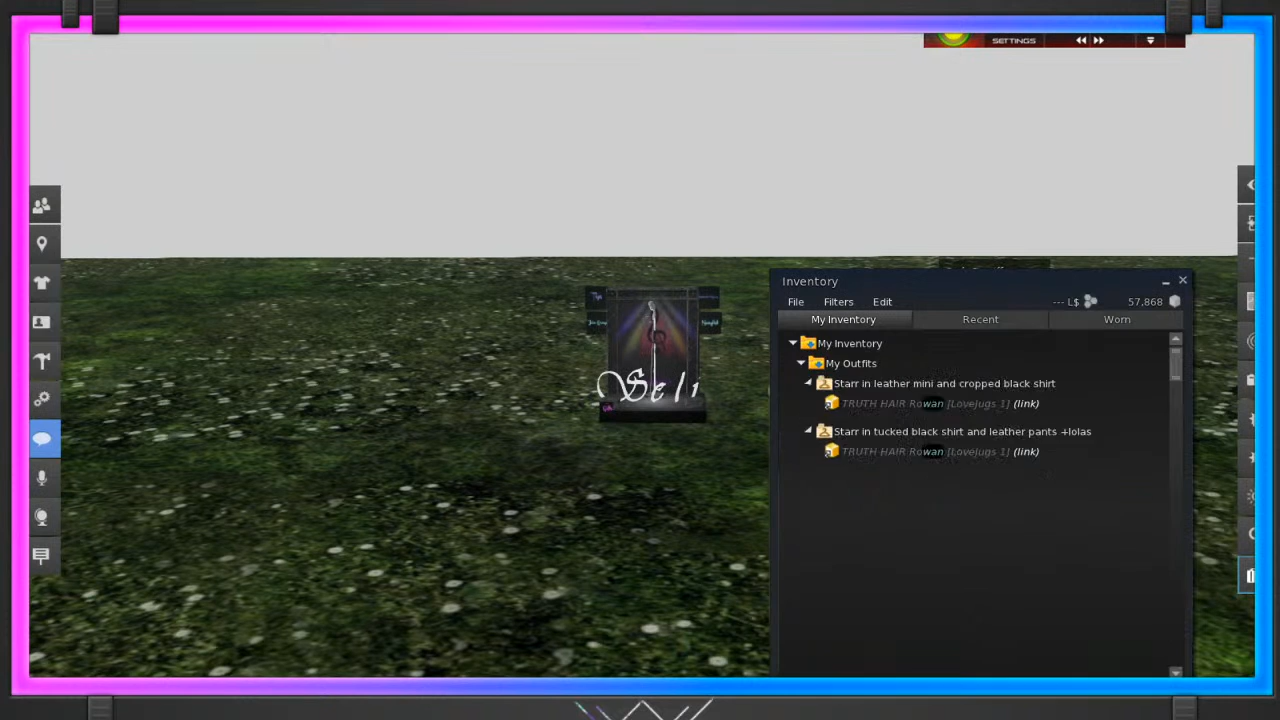 SETTINGS
Inventory
File Filters Edit --- L$ 57,868
My Inventory Recent Worn
My Inventory
My Outfits
Starr in leather mini and cropped black shirt
TRUTH HAIR Rowan [LoveJugs 1] (link)
Starr in tucked black shirt and leather pants +lolas
TRUTH HAIR Rowan [LoveJugs 1] (link)
Tips